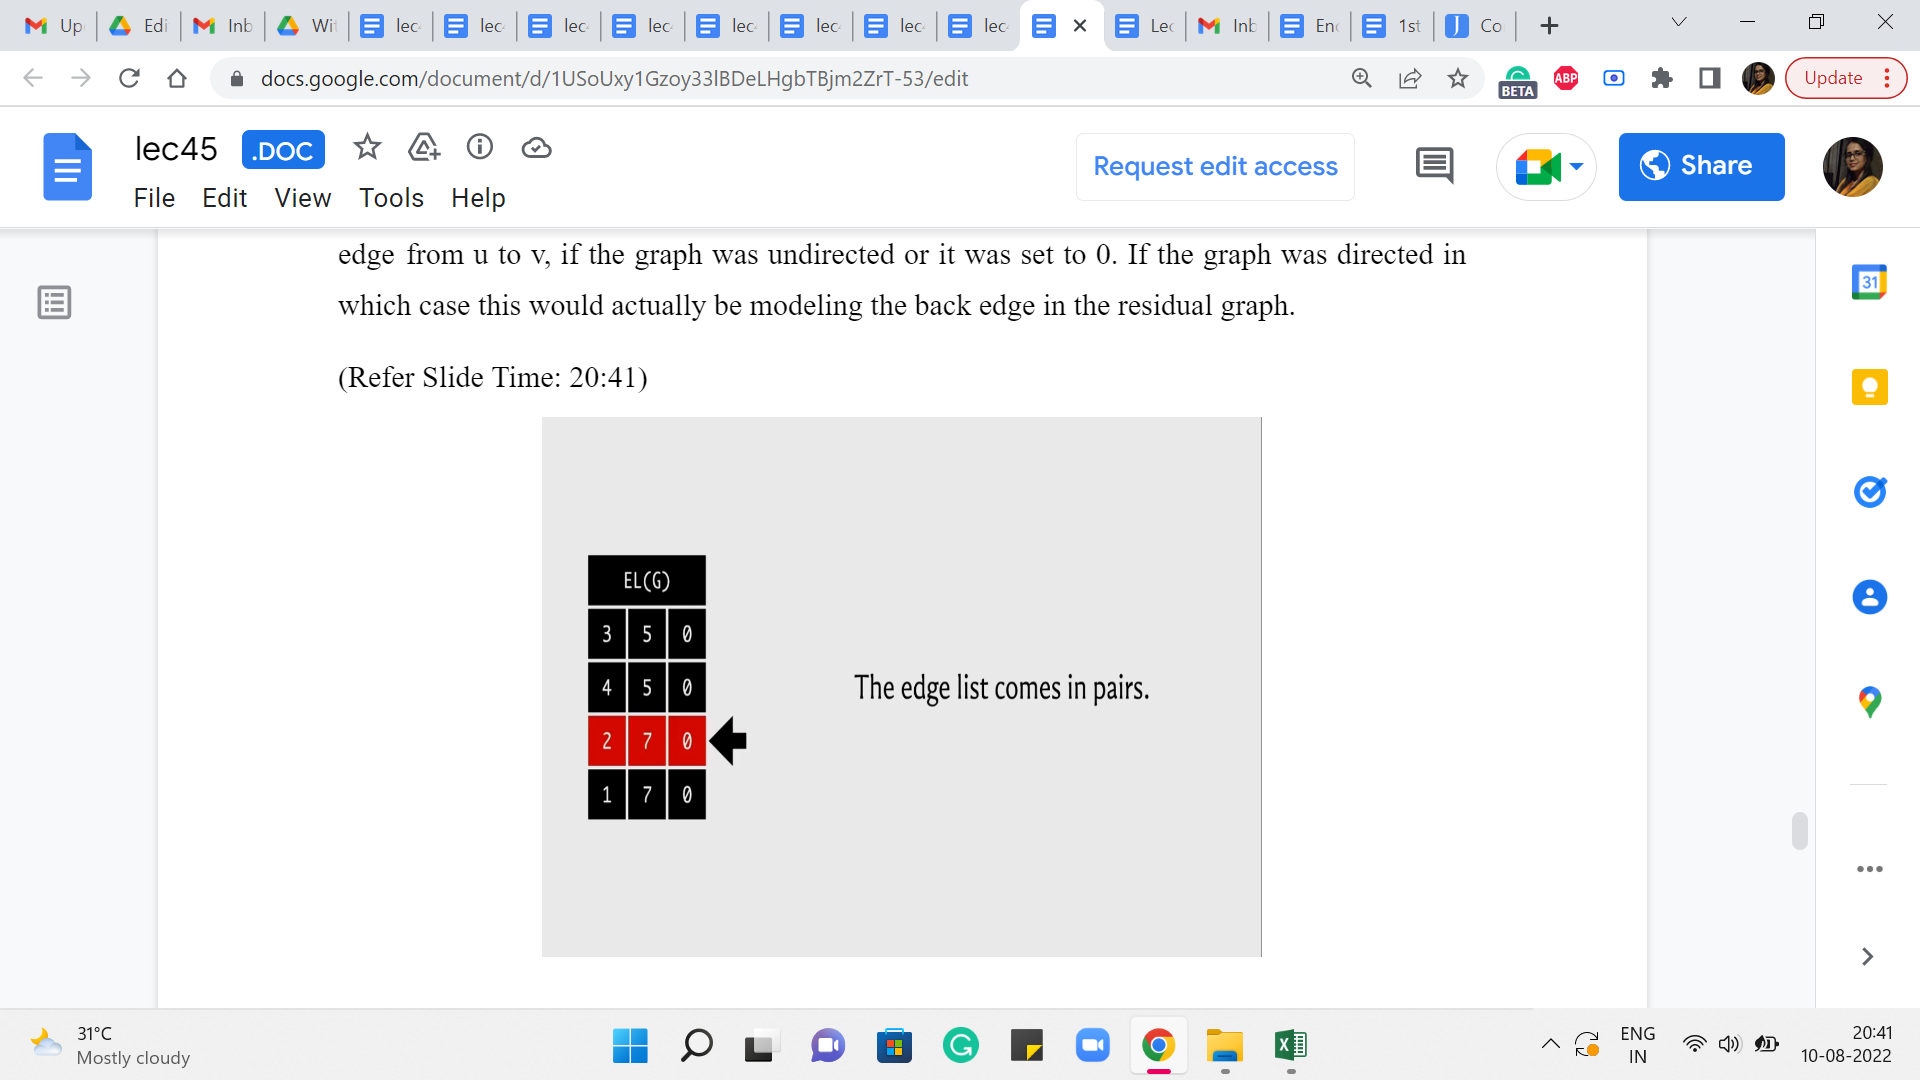 Up
Edi
Inb
Wi
lec
lec
lec
lec
lec
lec
lec
lec
Lec
Inb
Enc
1st
Co
docs.google.com/document/d/1USoUxy1Gzoy33lBDeLHgbTBjm2ZrT-53/edit
BETA
ABP
Update
lec45 .DOC
File Edit View Tools Help
Request edit access
Share
31
edge from u to v, if the graph was undirected or it was set to 0. If the graph was directed in
which case this would actually be modeling the back edge in the residual graph.
(Refer Slide Time: 20:41)
EL(G)
3 5 0
4 5 0
2 7 0
1 7 0
The edge list comes in pairs.
31°C
Mostly cloudy
ENG
IN
20:41
10-08-2022